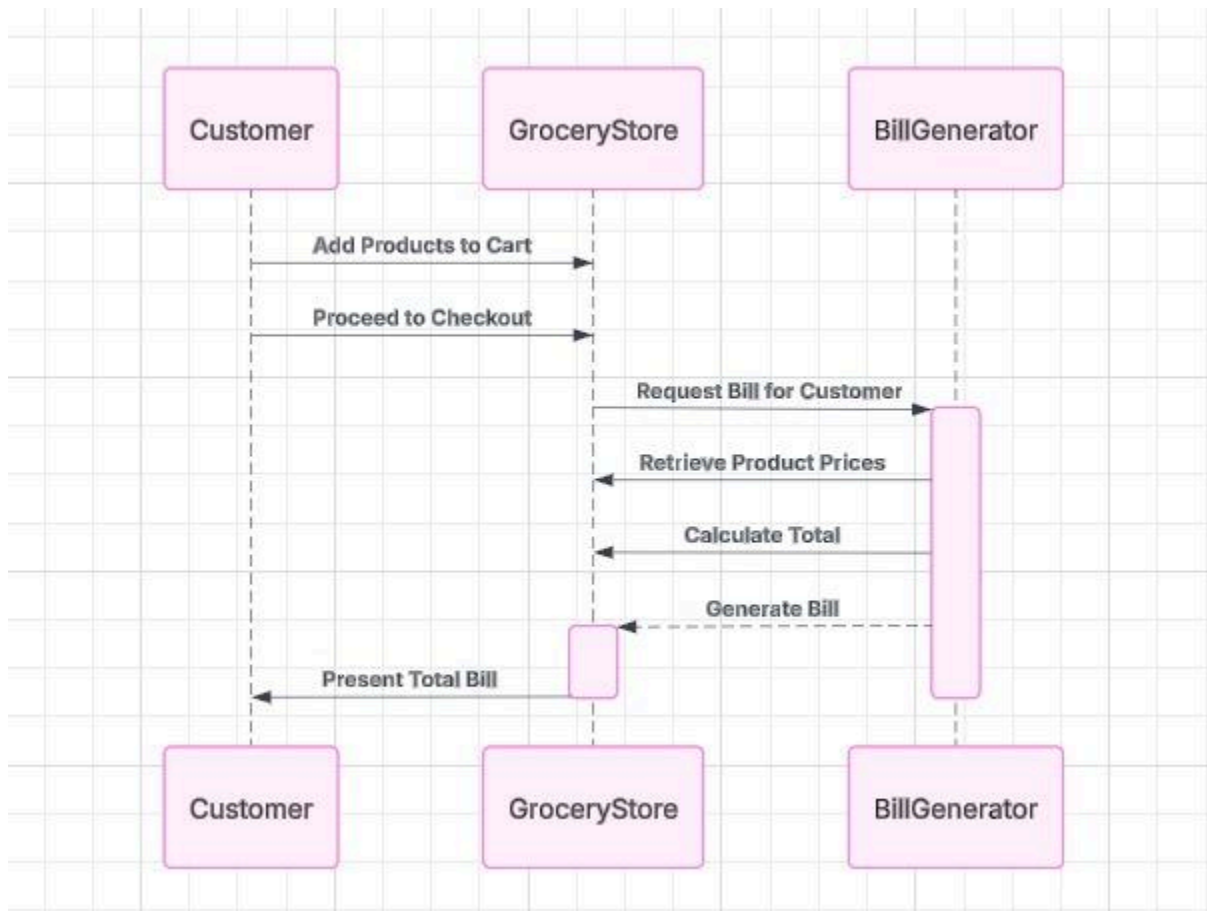 Customer
GroceryStore
BillGenerator
Add Products to Cart
Proceed to Checkout
Request Bill for Customer
Retrieve Product Prices
Calculate Total
Generate Bill
Present Total Bill
Customer
GroceryStore
BillGenerator